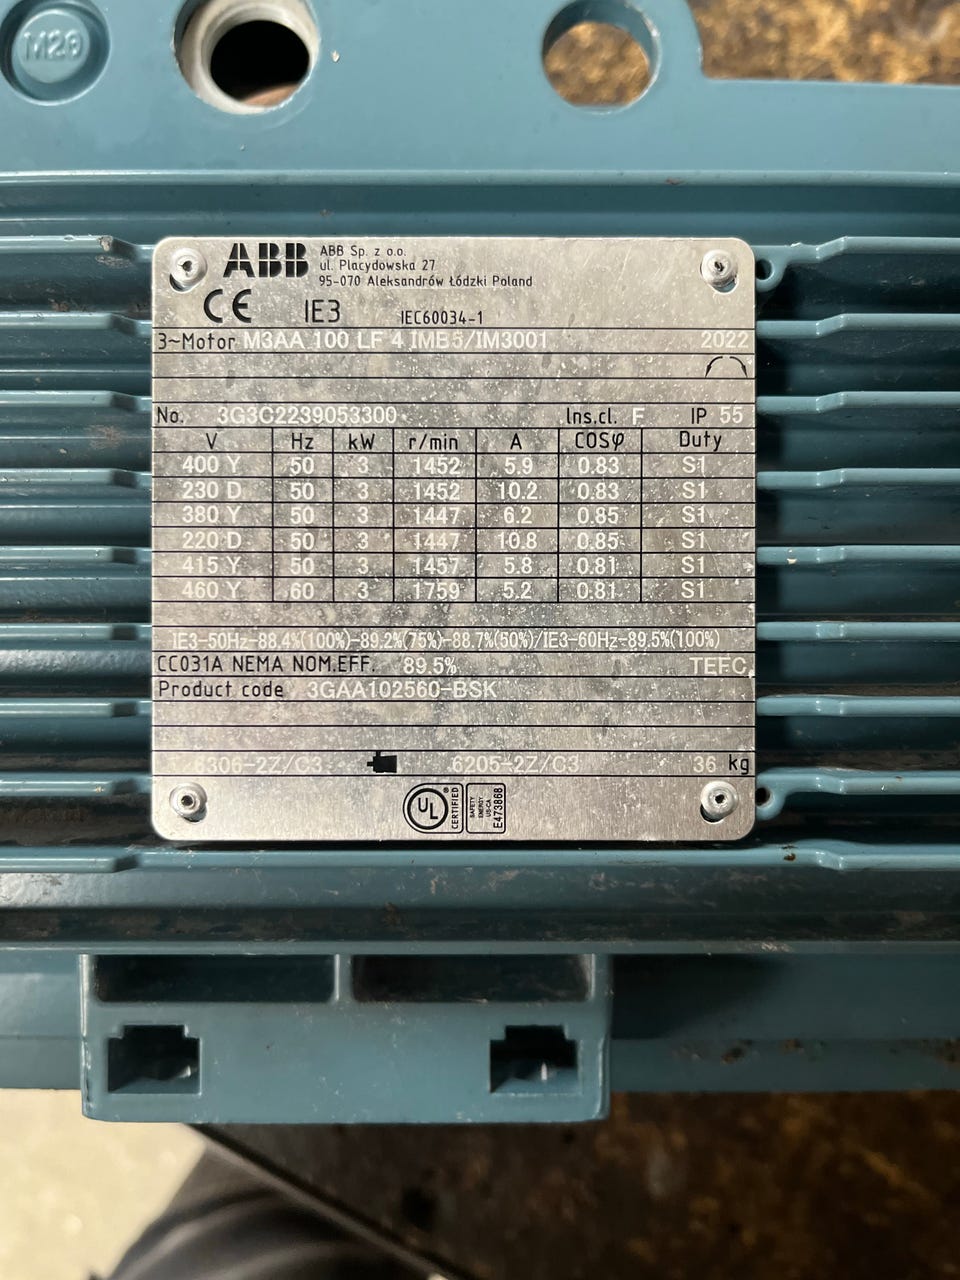 M20
ABB
ABB Sp. z o.o.
ul. Placydowska 27
95-070 Aleksandrów Łódzki Poland
CE IE3 IEC60034-1
3~Motor M3AA 100 LF 4 IMB5/IM3001 2022
No. 3G3C2239053300 Ins.cl. F IP 55
V Hz kW r/min A COSφ Duty
400 Y 50 3 1452 5.9 0.83 S1
230 D 50 3 1452 10.2 0.83 S1
380 Y 50 3 1447 6.2 0.85 S1
220 D 50 3 1447 10.8 0.85 S1
415 Y 50 3 1457 5.8 0.81 S1
460 Y 60 3 1759 5.2 0.81 S1
IE3-50Hz-88.4%(100%)-89.2%(75%)-88.7%(50%)/IE3-60Hz-89.5%(100%)
CC031A NEMA NOM.EFF. 89.5% TEFC
Product code 3GAA102560-BSK
6306-2Z/C3 6205-2Z/C3 36 kg
UL ® CERTIFIED SAFETY ENERGY US-CA E473868